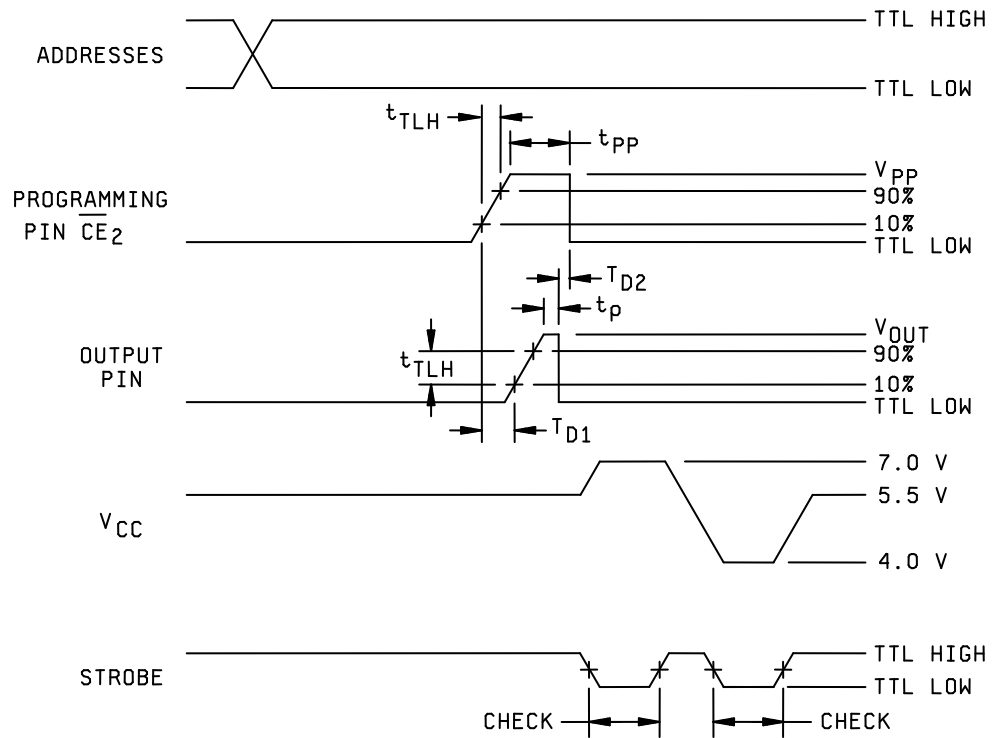 TTL HIGH
ADDRESSES
TTL LOW
tTLH
tPP
VPP
PROGRAMMING
PIN C̅E̅2
90%
10%
TTL LOW
TD2
tp
VOUT
OUTPUT
PIN
tTLH
90%
10%
TTL LOW
TD1
7.0 V
5.5 V
VCC
4.0 V
TTL HIGH
STROBE
TTL LOW
CHECK
CHECK